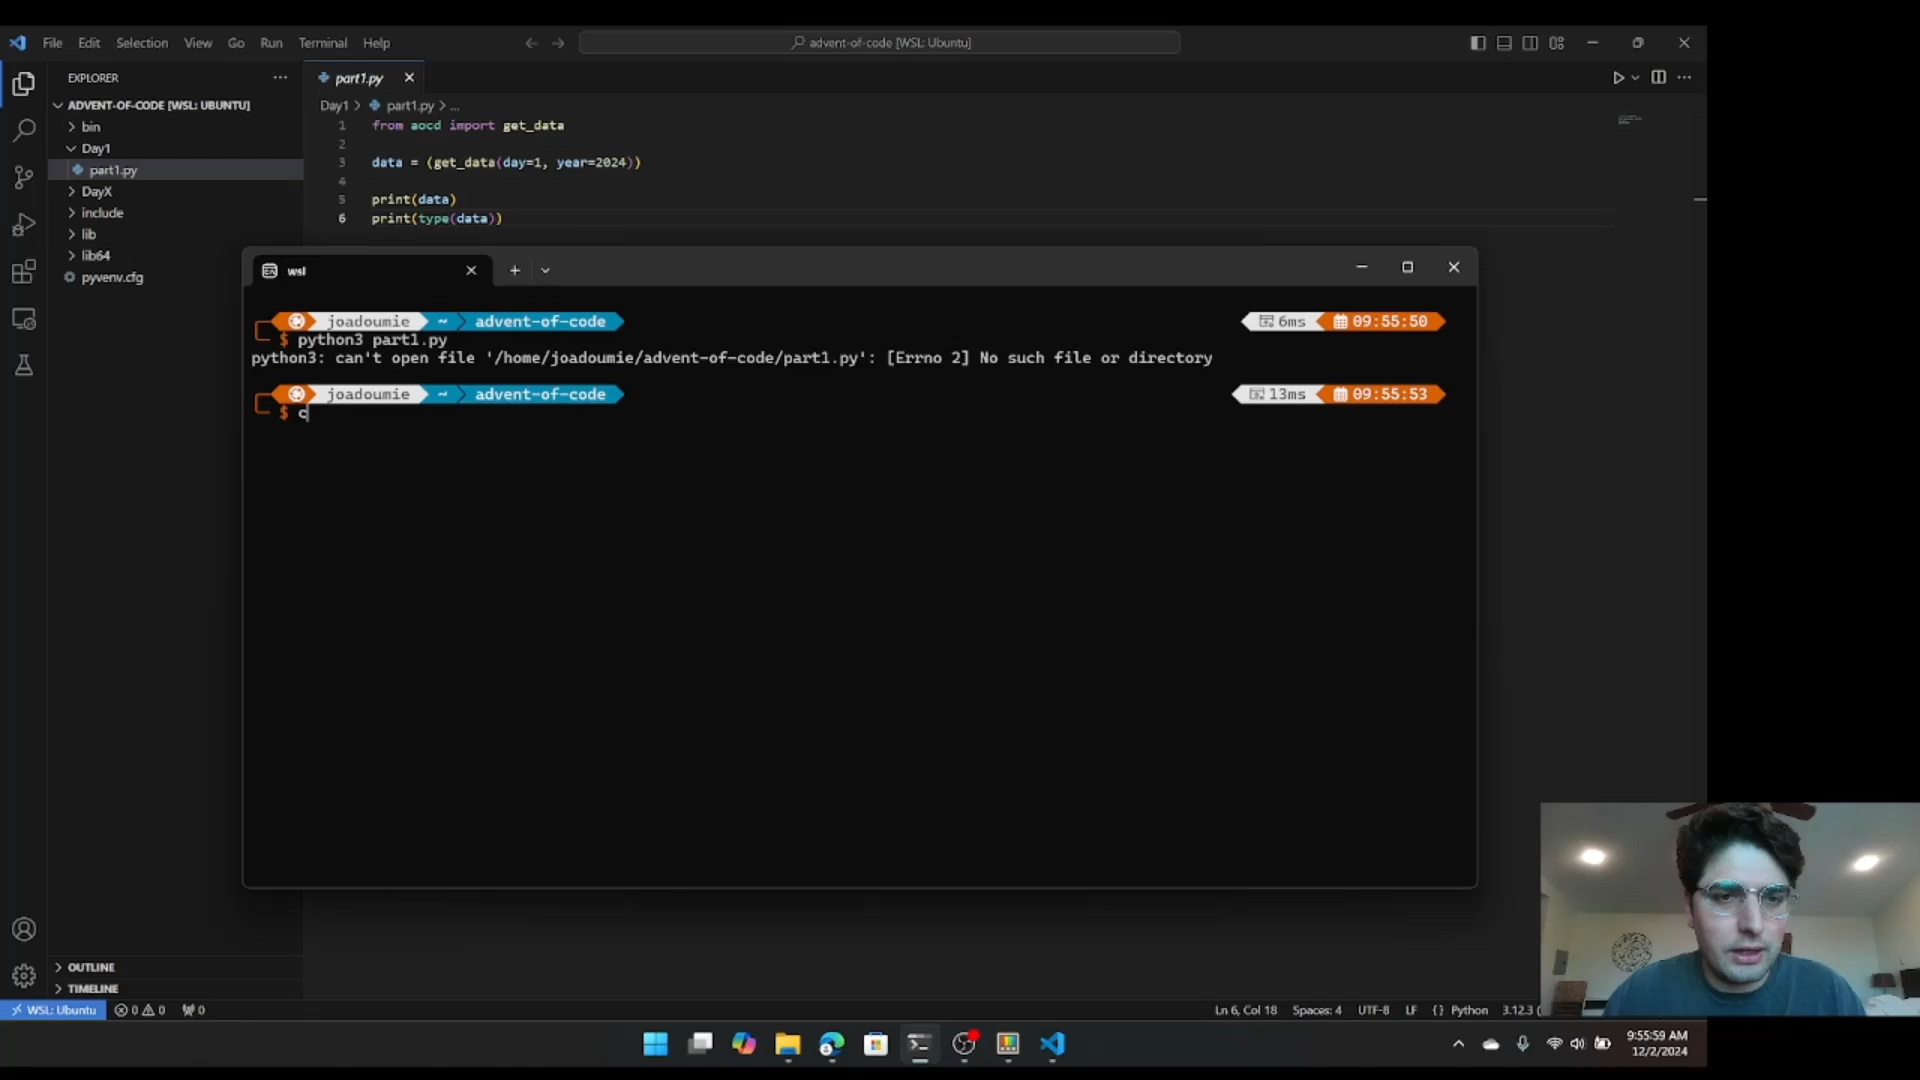 File Edit Selection View Go Run Terminal Help
advent-of-code [WSL: Ubuntu]
EXPLORER
part1.py
ADVENT-OF-CODE [WSL: UBUNTU]
bin
Day1
part1.py
DayX
include
lib
lib64
pyvenv.cfg
OUTLINE
TIMELINE
Day1 > part1.py > ...
1 from aocd import get_data
2
3 data = (get_data(day=1, year=2024))
4
5 print(data)
6 print(type(data))
wsl
joadoumie ~ advent-of-code 6ms 09:55:50
$ python3 part1.py
python3: can't open file '/home/joadoumie/advent-of-code/part1.py': [Errno 2] No such file or directory
joadoumie ~ advent-of-code 13ms 09:55:53
$ c
WSL: Ubuntu 0 0 0
Ln 6, Col 18 Spaces: 4 UTF-8 LF {} Python 3.12.3 (
9:55:59 AM
12/2/2024